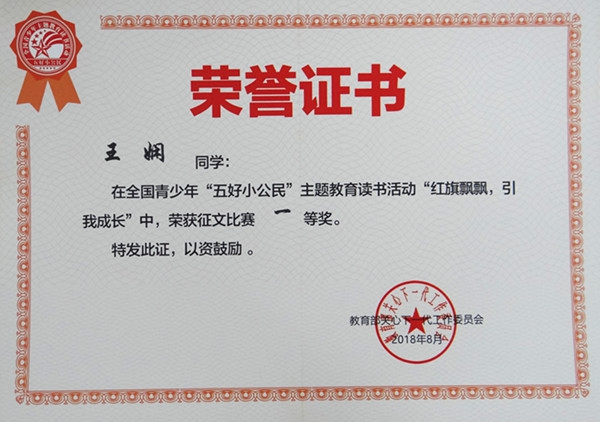 荣誉证书
王娴 同学：
在全国青少年“五好小公民”主题教育读书活动“红旗飘飘，引
我成长”中，荣获征文比赛 一 等奖。
特发此证，以资鼓励。
教育部关心下一代工作委员会
2018年8月